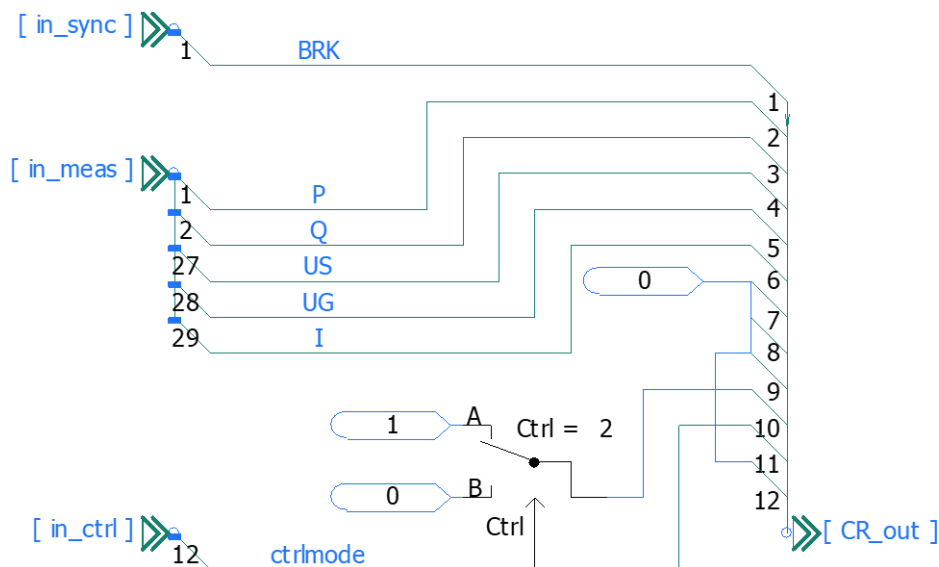 [ in_sync ]
1
BRK
1
2
[ in_meas ]
3
1
P
4
2
Q
5
27
US
0
6
28
UG
7
29
I
8
9
A
1
Ctrl = 2
10
11
B
0
12
Ctrl
[ in_ctrl ]
[ CR_out ]
12
ctrlmode